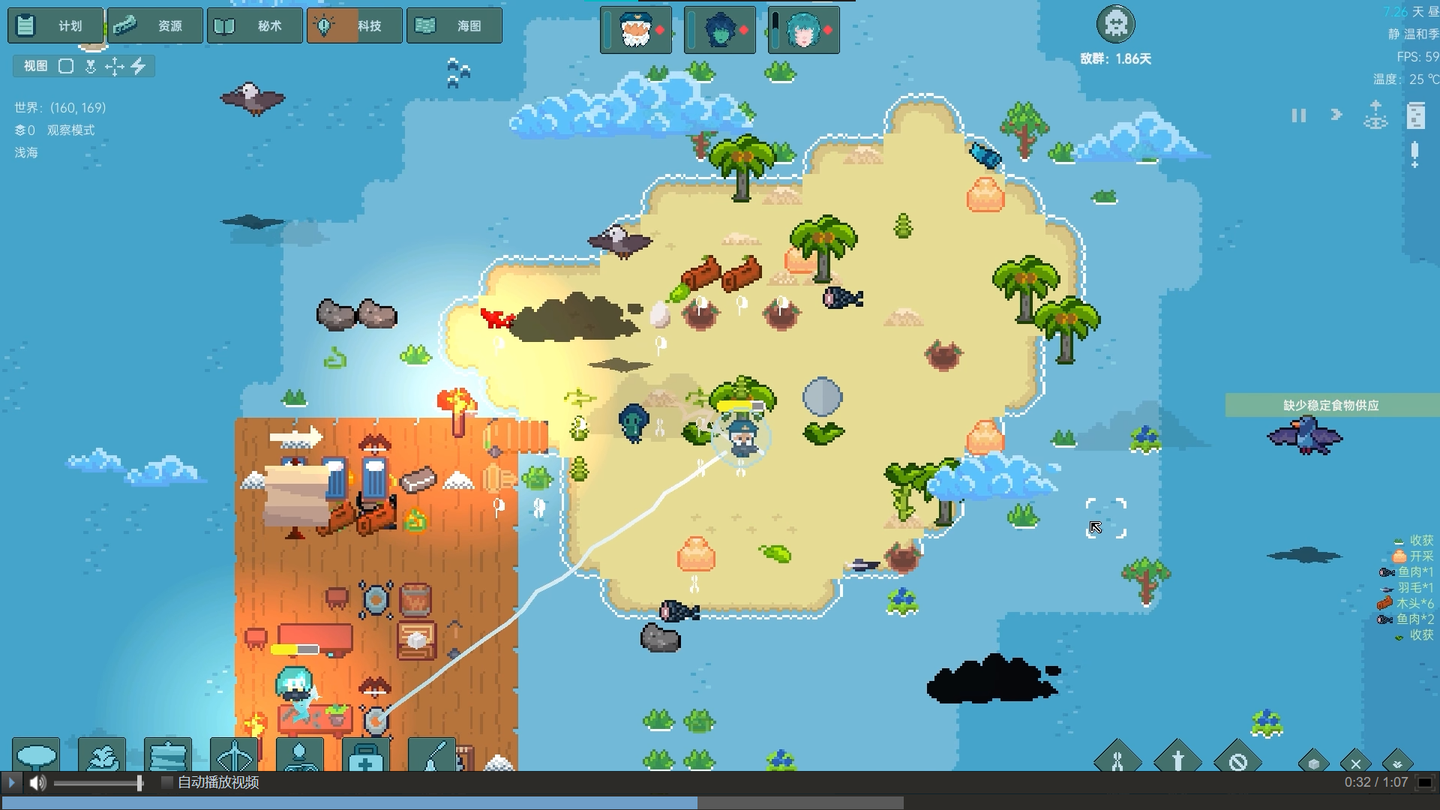 计划
资源
秘术
科技
海图
视图
世界: (160, 169)
0 观察模式
浅海
敌群: 1.86天
7.26 天 昼
静 温和季
FPS: 59
温度: 25 ℃
缺少稳定食物供应
收获
开采
鱼肉*1
羽毛*1
木头*6
鱼肉*2
收获
自动播放视频
0:32 / 1:07